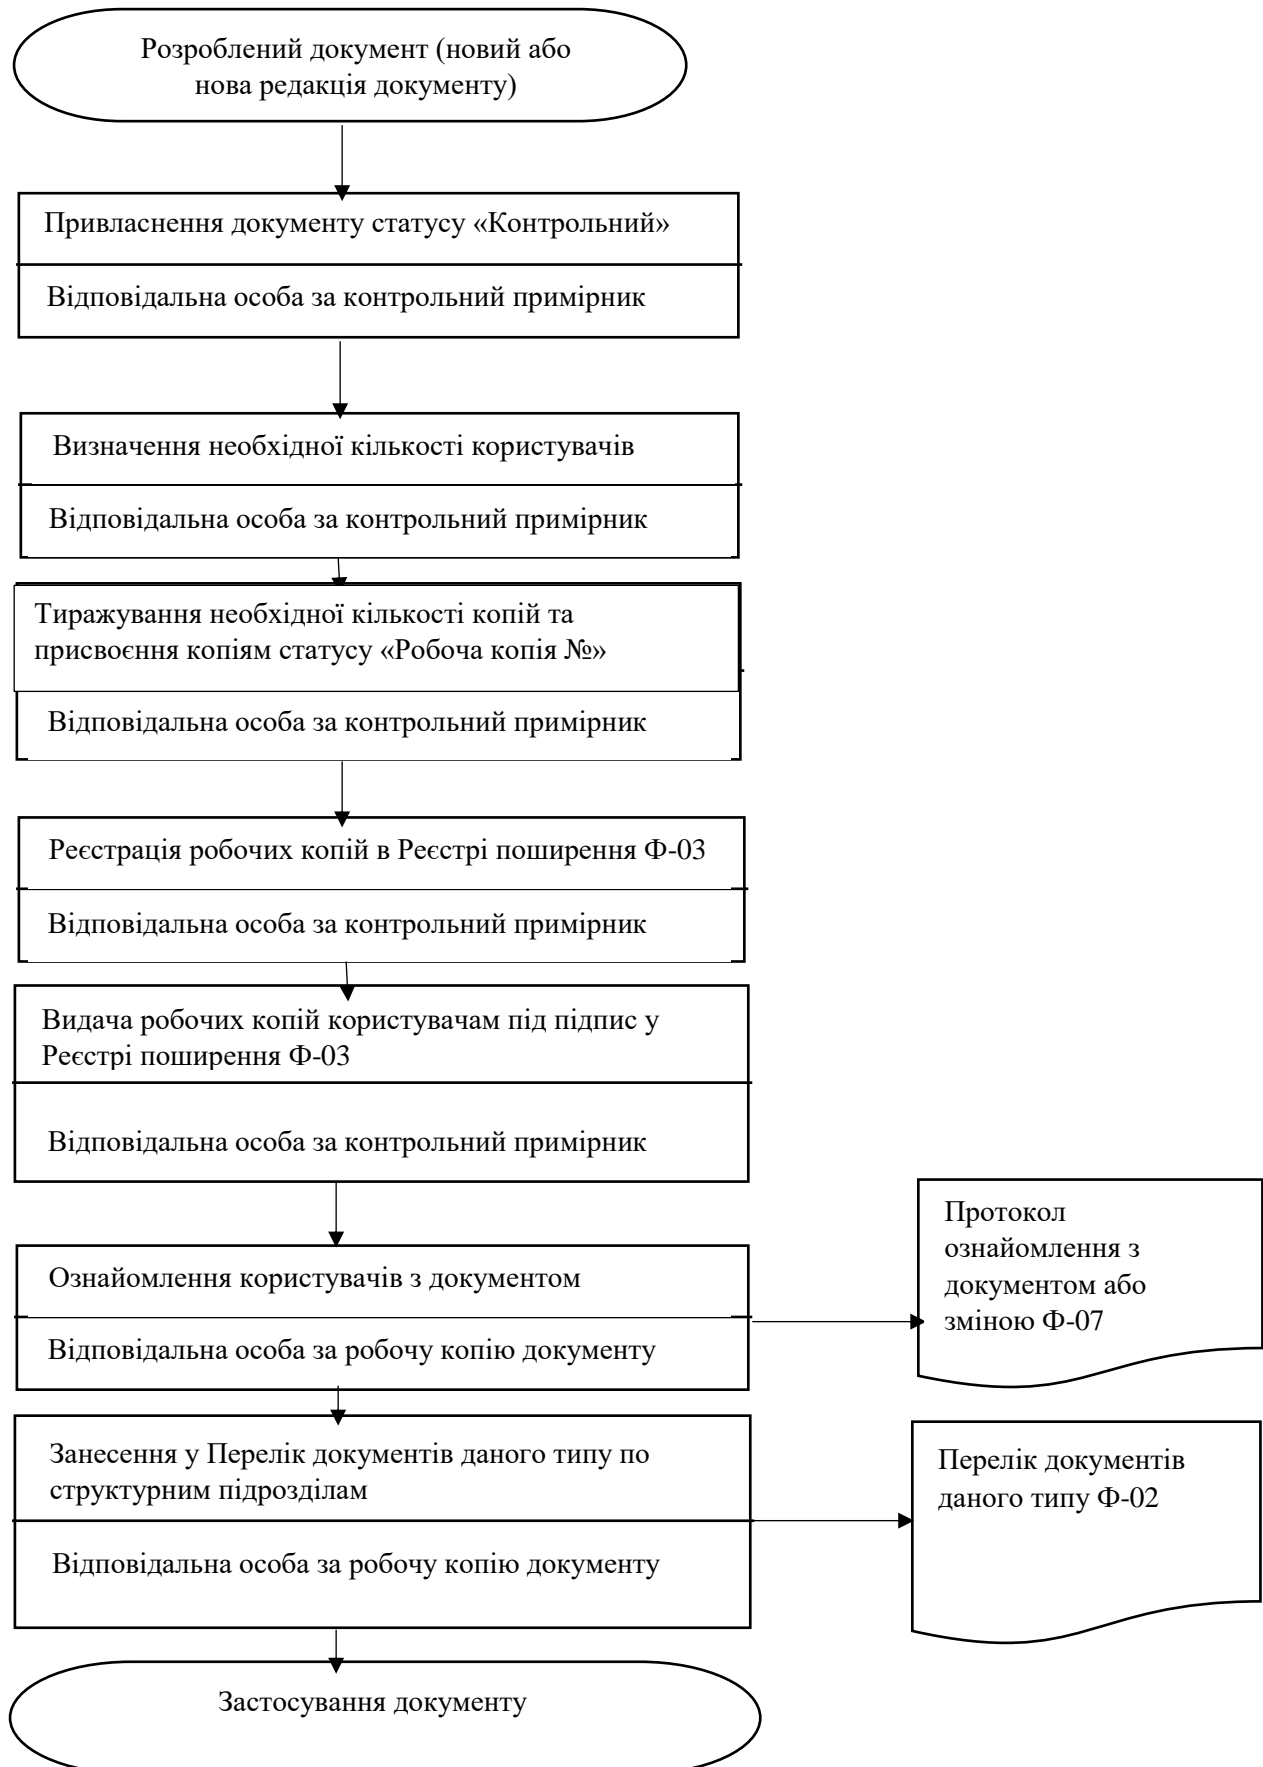 Розроблений документ (новий або
нова редакція документу)
Привласнення документу статусу «Контрольний»
Відповідальна особа за контрольний примірник
Визначення необхідної кількості користувачів
Відповідальна особа за контрольний примірник
Тиражування необхідної кількості копій та
присвоєння копіям статусу «Робоча копія №»
Відповідальна особа за контрольний примірник
Реєстрація робочих копій в Реєстрі поширення Ф-03
Відповідальна особа за контрольний примірник
Видача робочих копій користувачам під підпис у
Реєстрі поширення Ф-03
Відповідальна особа за контрольний примірник
Ознайомлення користувачів з документом
Відповідальна особа за робочу копію документу
Протокол
ознайомлення з
документом або
зміною Ф-07
Занесення у Перелік документів даного типу по
структурним підрозділам
Відповідальна особа за робочу копію документу
Перелік документів
даного типу Ф-02
Застосування документу